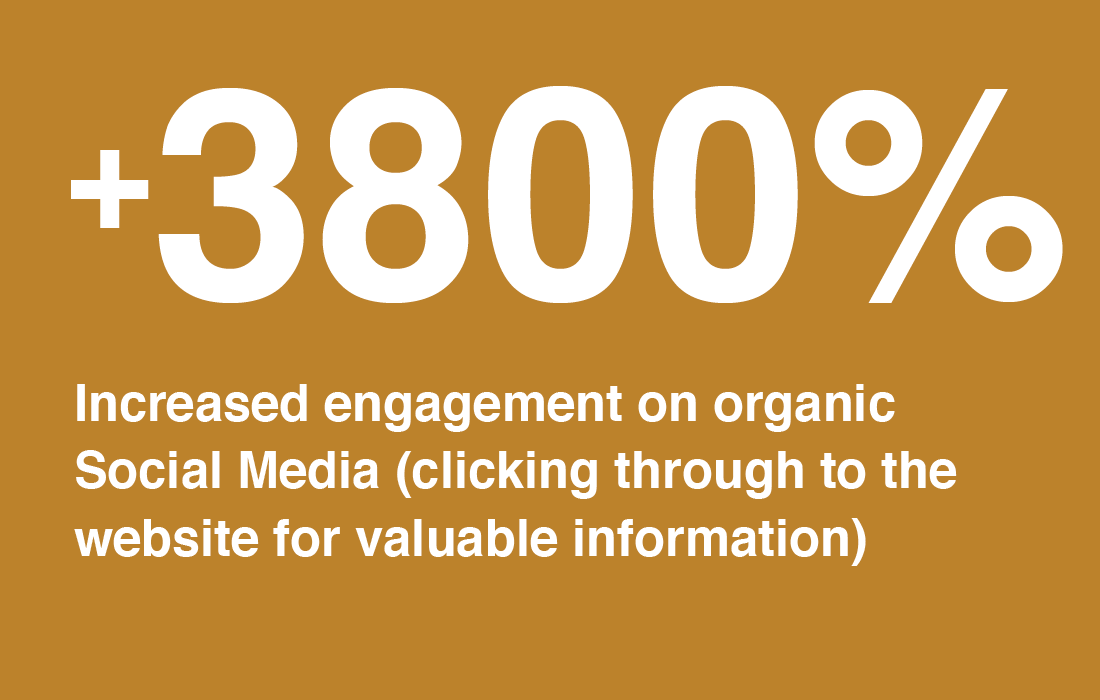 +3800%
Increased engagement on organic
Social Media (clicking through to the
website for valuable information)